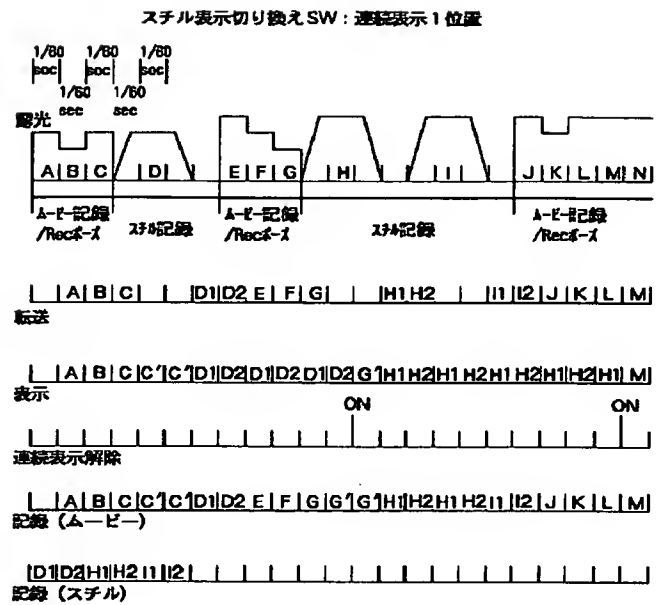 スチル表示切り換えSW：連続表示1位置
1/60 1/60 1/60
sec sec sec
1/60 1/60
sec sec
露光
A B C D E F G H I J K L M N
ムービー記録 スチル記録 ムービー記録 スチル記録 ムービー記録
/Recポーズ /Recポーズ /Recポーズ
A B C D1 D2 E F G H1 H2 I1 I2 J K L M
転送
A B C C' C' D1 D2 D1 D2 D1 D2 G' H1 H2 H1 H2 H1 H2 H1 H2 H1 M
表示
ON ON
連続表示解除
A B C C' C' D1 D2 E F G G' G' H1 H2 H1 H2 I1 I2 J K L M
記録（ムービー）
D1 D2 H1 H2 I1 I2
記録（スチル）